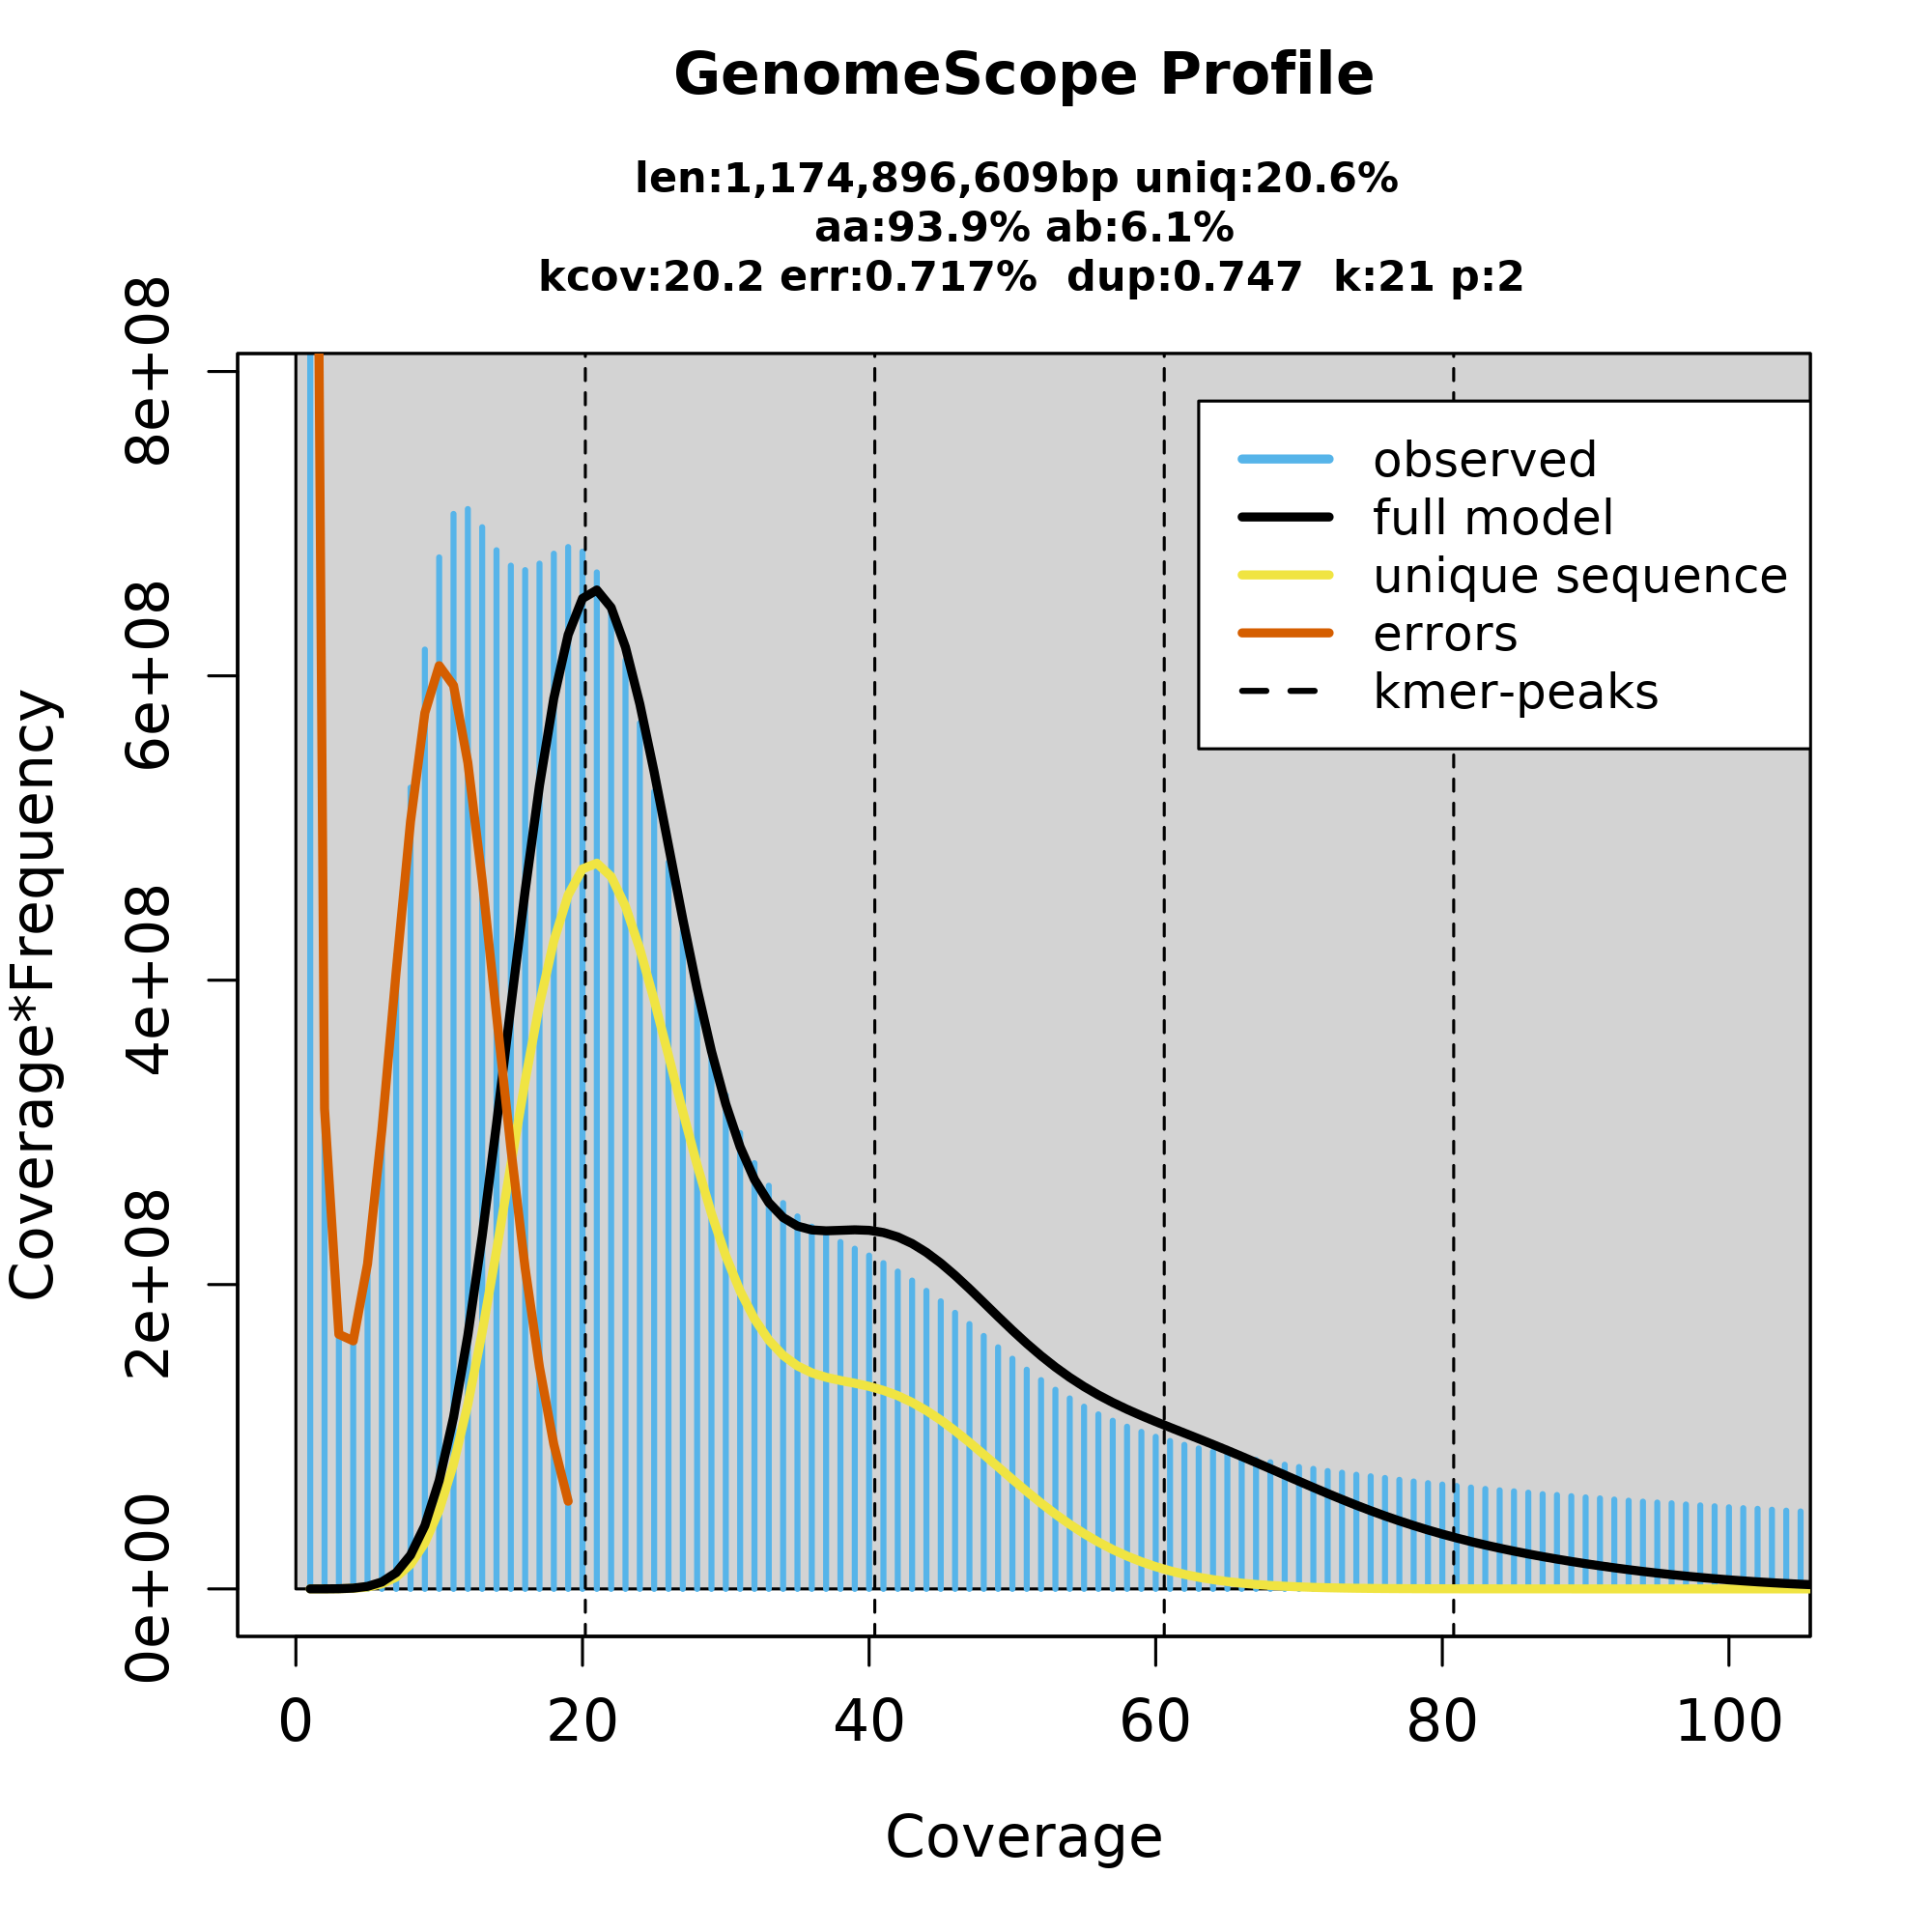 GenomeScope Profile
len:1,174,896,609bp uniq:20.6%
aa:93.9% ab:6.1%
kcov:20.2 err:0.717% dup:0.747 k:21 p:2
observed
full model
unique sequence
errors
kmer-peaks
Coverage*Frequency
8e+08
6e+08
4e+08
2e+08
0e+00
0 20 40 60 80 100
Coverage